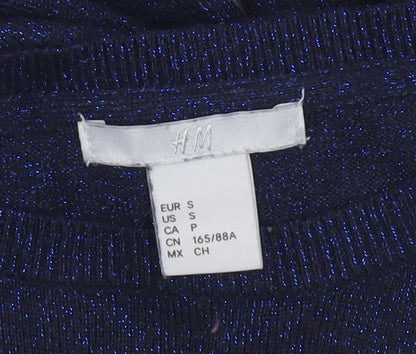 H&M
EUR S
US S
CA P
CN 165/88A
MX CH